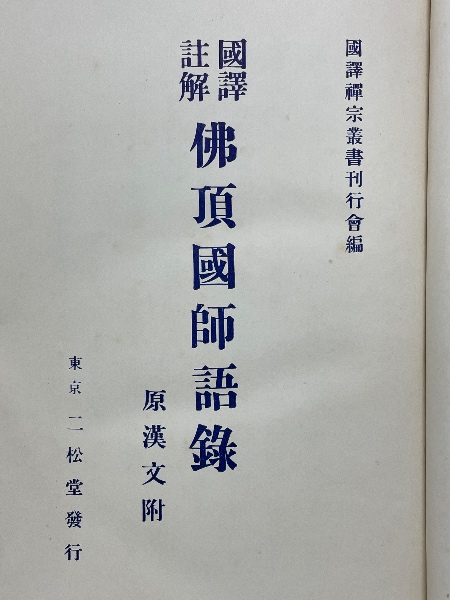 國譯禪宗叢書刊行會編
國譯
註解
佛頂國師語錄
原漢文附
東京 二松堂發行